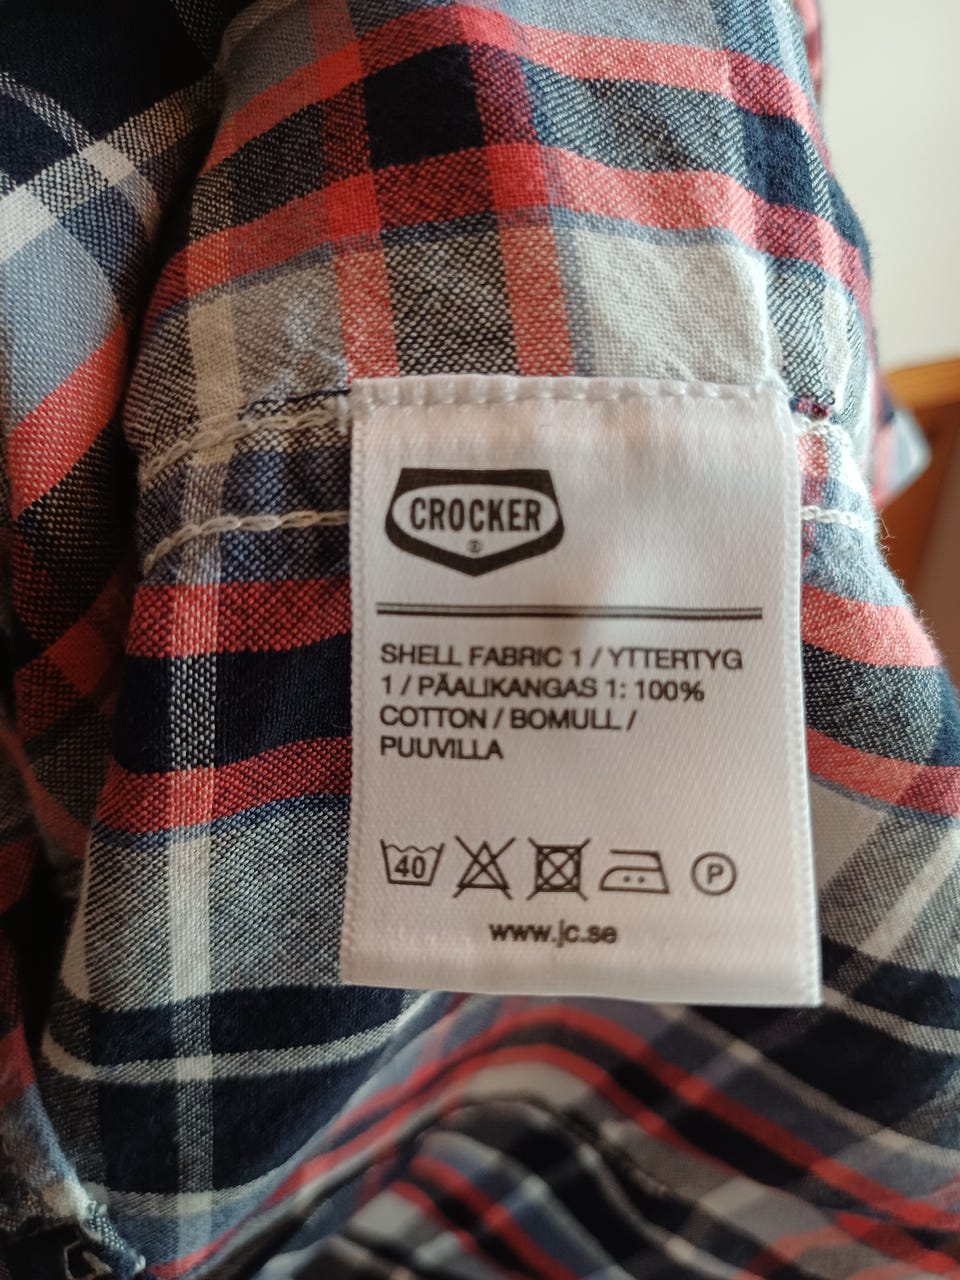 CROCKER
®
SHELL FABRIC 1 / YTTERTYG
1 / PÄALIKANGAS 1: 100%
COTTON / BOMULL /
PUUVILLA
40
P
www.jc.se